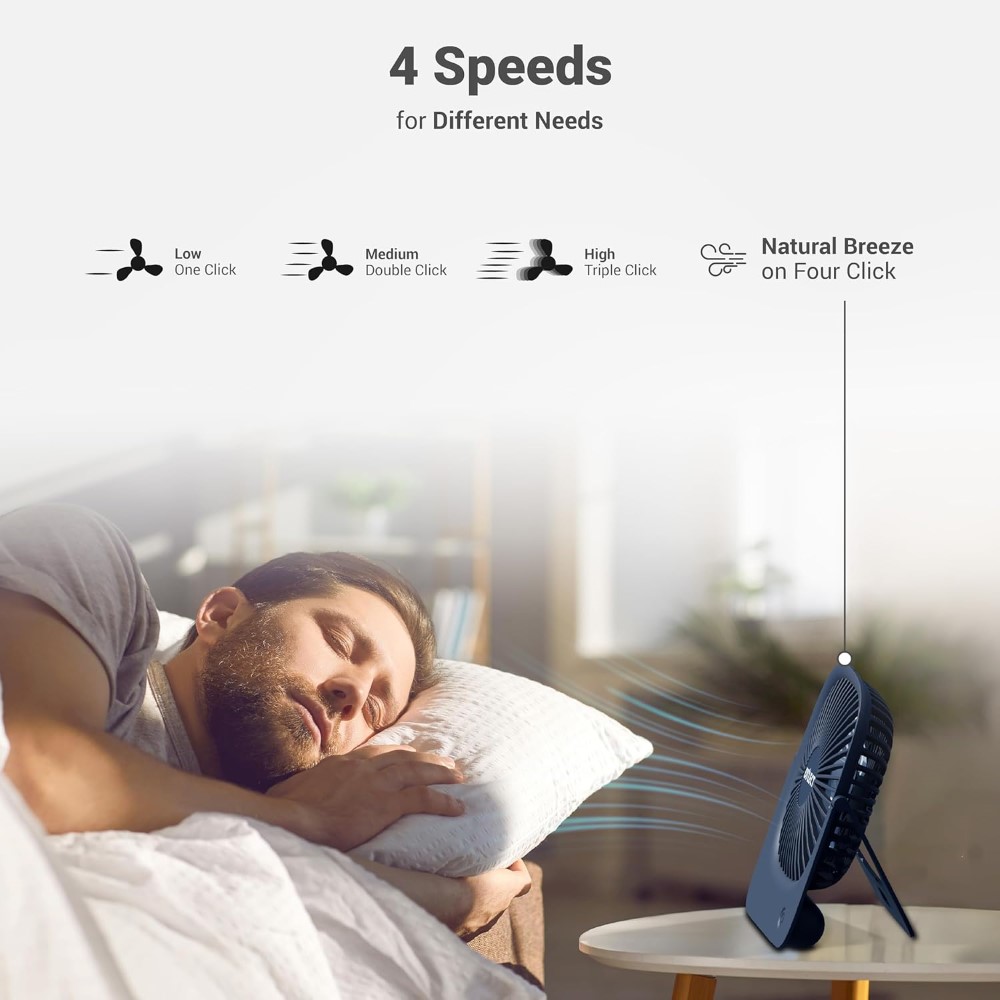 4 Speeds
for Different Needs
Low
One Click
Medium
Double Click
High
Triple Click
Natural Breeze
on Four Click